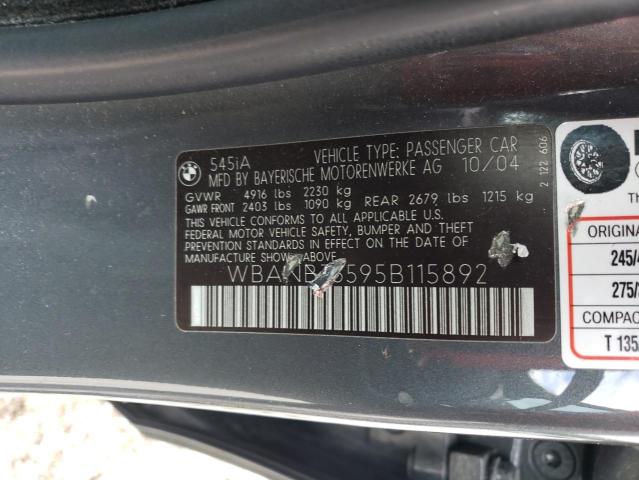 545iA
VEHICLE TYPE: PASSENGER CAR
MFD BY BAYERISCHE MOTORENWERKE AG 10/04
GVWR 4916 lbs 2230 kg
GAWR FRONT 2403 lbs 1090 kg REAR 2679 lbs 1215 kg
THIS VEHICLE CONFORMS TO ALL APPLICABLE U.S.
FEDERAL MOTOR VEHICLE SAFETY, BUMPER AND THEFT
PREVENTION STANDARDS IN EFFECT ON THE DATE OF
MANUFACTURE SHOWN ABOVE.
2 122 606
ORIGINA
245/4
275/
COMPAC
T 135/